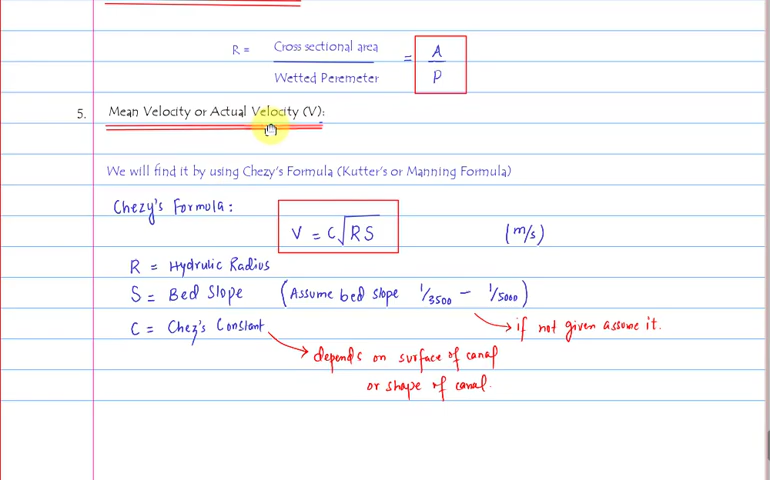 R = Cross sectional area / Wetted Peremeter = A / P
5. Mean Velocity or Actual Velocity (V):
We will find it by using Chezy's Formula (Kutter's or Manning Formula)
Chezy's Formula:
V = C√RS (m/s)
R = Hydrulic Radius
S = Bed Slope (Assume bed slope 1/3500 - 1/5000)
C = Chez's Constant → if not given assume it.
→ depends on surface of canal
or shape of canal.